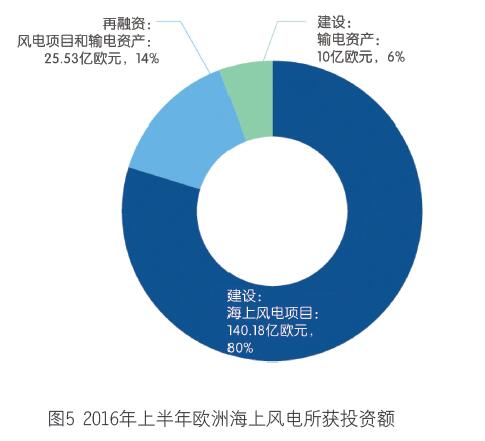 再融资：
风电项目和输电资产：
25.53亿欧元，14%
建设：
输电资产：
10亿欧元，6%
建设：
海上风电项目：
140.18亿欧元，
80%
图5 2016年上半年欧洲海上风电所获投资额